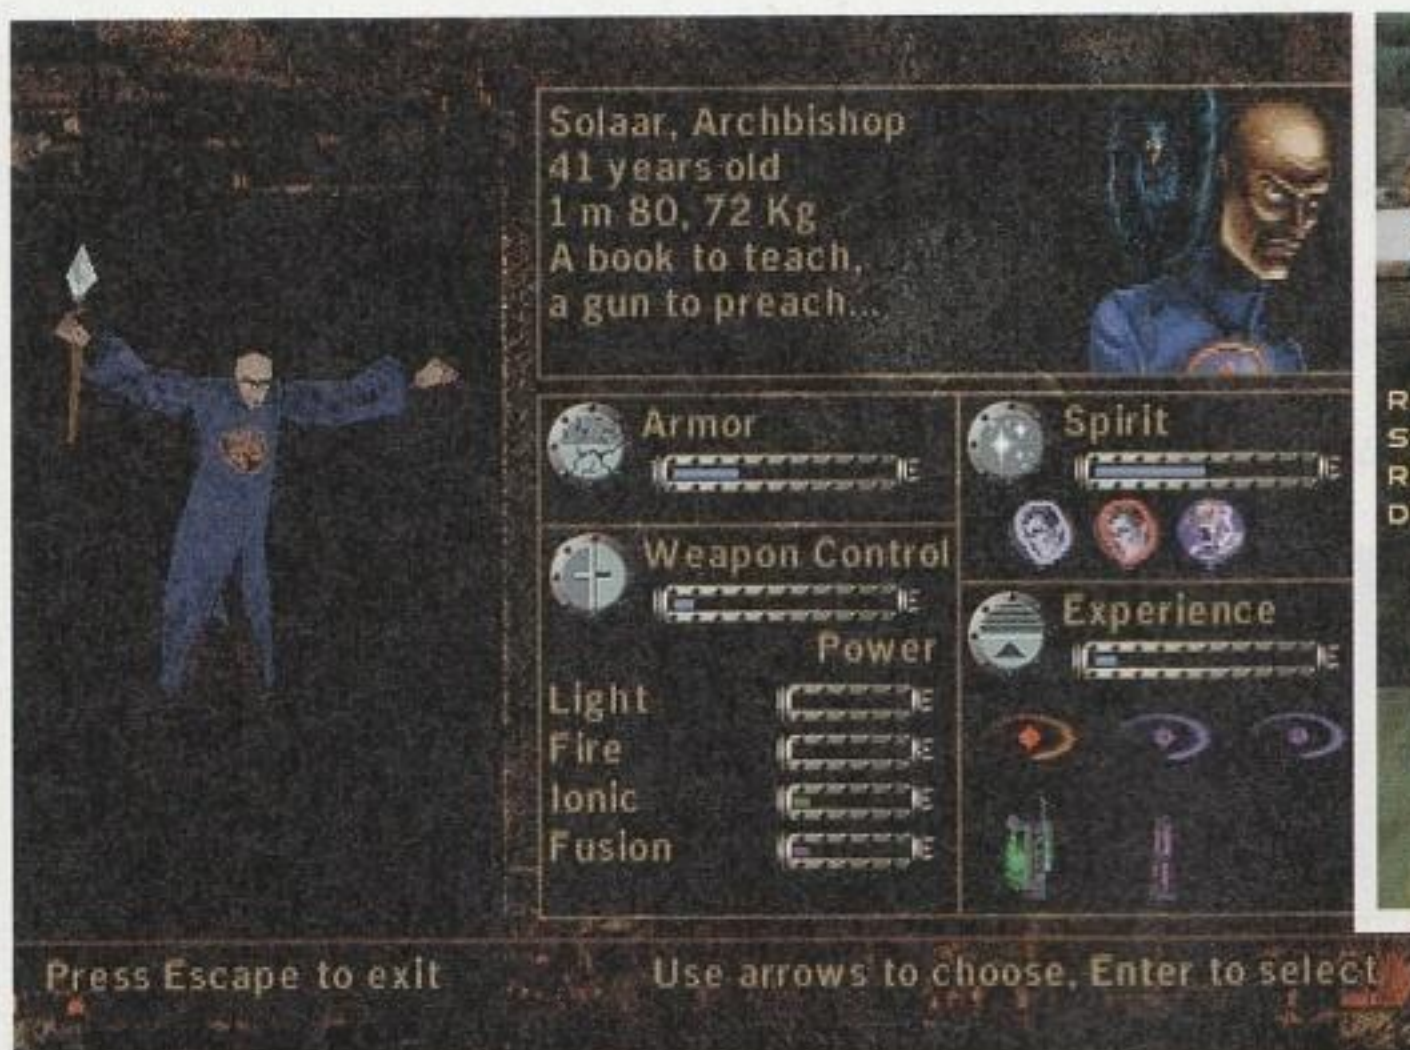 Solaar, Archbishop
41 years old
1 m 80, 72 Kg
A book to teach,
a gun to preach...
Armor
Spirit
Weapon Control
Experience
Power
Light
Fire
Ionic
Fusion
Press Escape to exit
Use arrows to choose, Enter to select
R
S
R
D